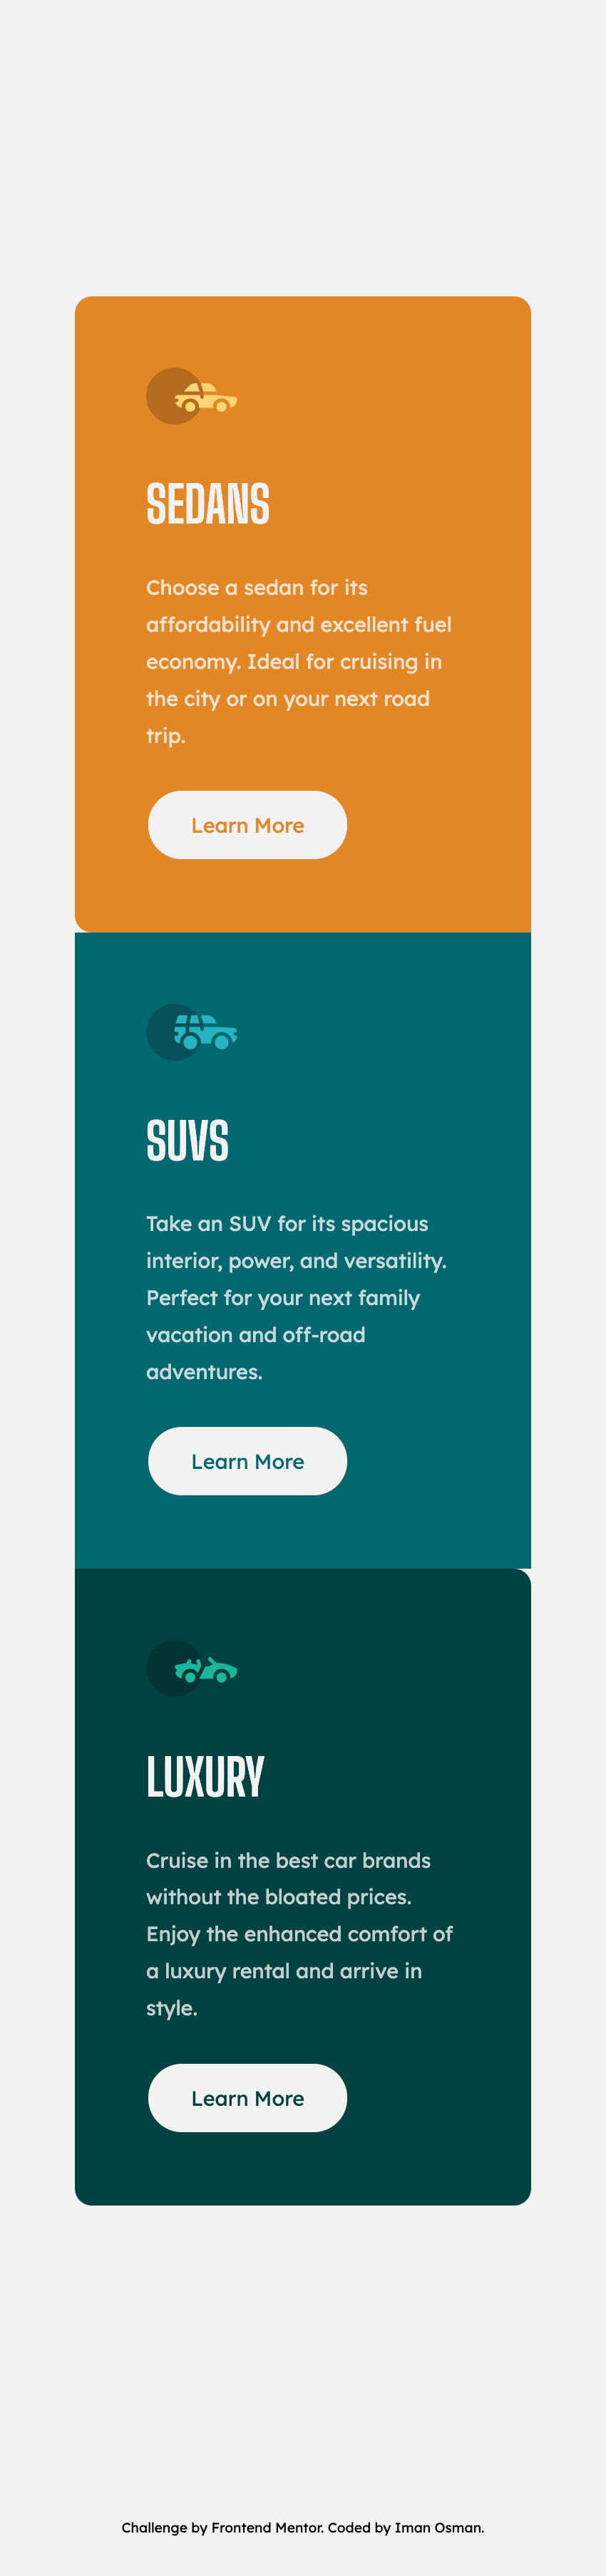 SEDANS
Choose a sedan for its
affordability and excellent fuel
economy. Ideal for cruising in
the city or on your next road
trip.
Learn More
SUVS
Take an SUV for its spacious
interior, power, and versatility.
Perfect for your next family
vacation and off-road
adventures.
Learn More
LUXURY
Cruise in the best car brands
without the bloated prices.
Enjoy the enhanced comfort of
a luxury rental and arrive in
style.
Learn More
Challenge by Frontend Mentor. Coded by Iman Osman.